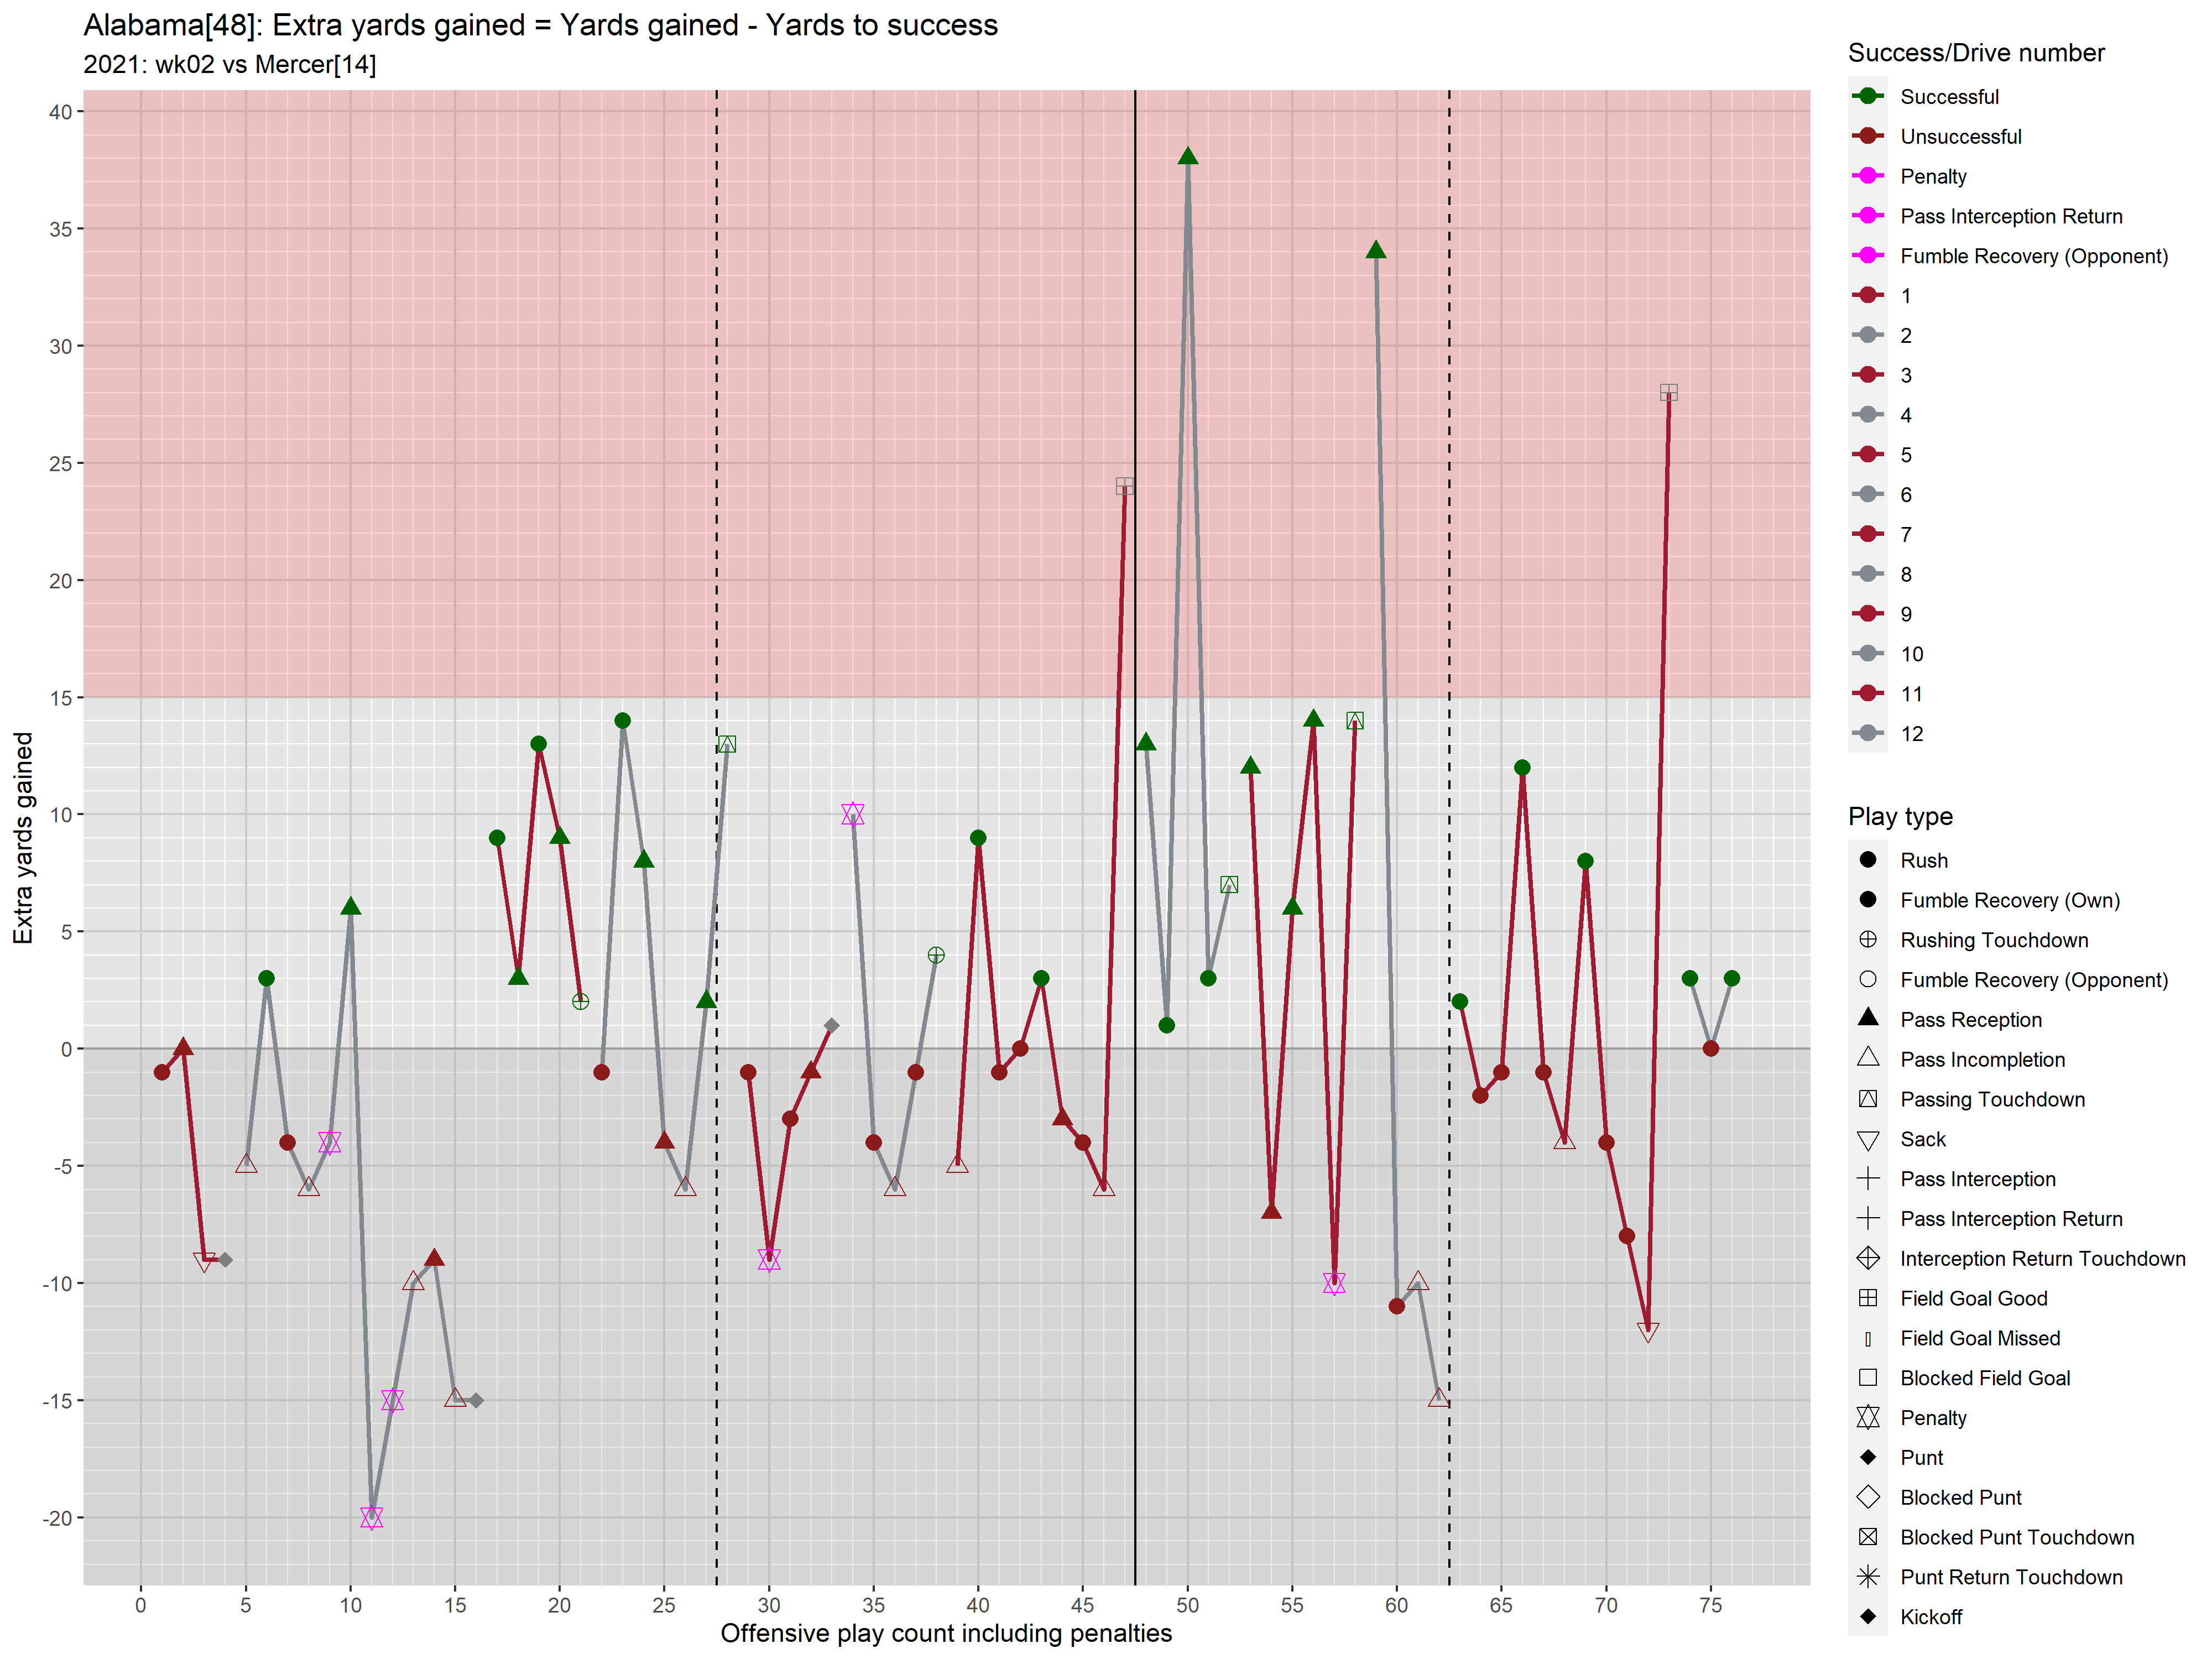 Alabama[48]: Extra yards gained = Yards gained - Yards to success
2021: wk02 vs Mercer[14]
Extra yards gained
40
35
30
25
20
15
10
5
0
-5
-10
-15
-20
0 5 10 15 20 25 30 35 40 45 50 55 60 65 70 75
Offensive play count including penalties
Success/Drive number
Successful
Unsuccessful
Penalty
Pass Interception Return
Fumble Recovery (Opponent)
1
2
3
4
5
6
7
8
9
10
11
12
Play type
Rush
Fumble Recovery (Own)
Rushing Touchdown
Fumble Recovery (Opponent)
Pass Reception
Pass Incompletion
Passing Touchdown
Sack
Pass Interception
Pass Interception Return
Interception Return Touchdown
Field Goal Good
Field Goal Missed
Blocked Field Goal
Penalty
Punt
Blocked Punt
Blocked Punt Touchdown
Punt Return Touchdown
Kickoff